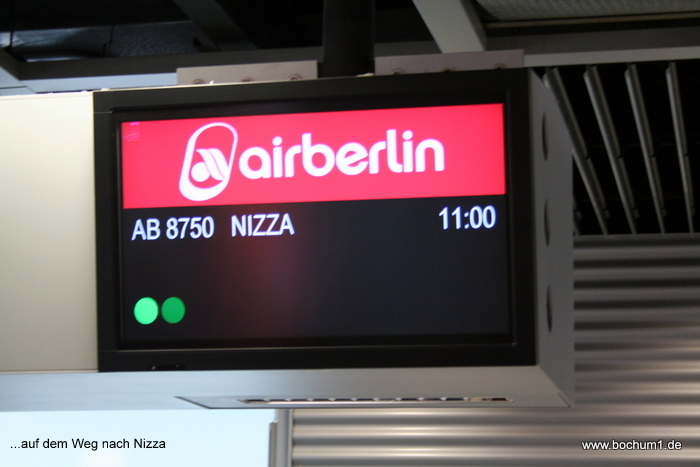 airberlin
AB 8750 NIZZA 11:00
...auf dem Weg nach Nizza
www.bochum1.de